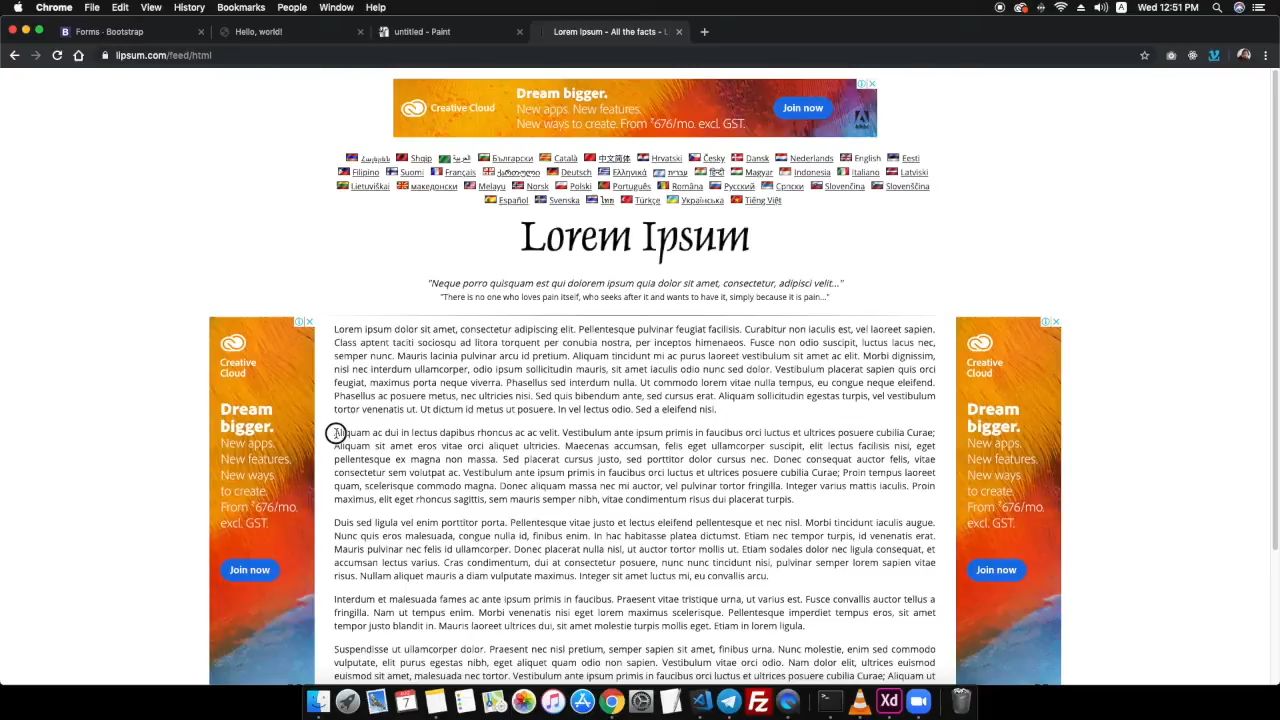 Chrome File Edit View History Bookmarks People Window Help
A Wed 12:51 PM
Forms · Bootstrap
Hello, world!
untitled - Paint
Lorem Ipsum - All the facts - L
lipsum.com/feed/html
Creative Cloud
Dream bigger.
New apps. New features.
New ways to create. From ₹676/mo. excl. GST.
Join now
Adobe
Հայերեն Shqip العربية Български Català 中文简体 Hrvatski Česky Dansk Nederlands English Eesti
Filipino Suomi Français ქართული Deutsch Ελληνικά עברית हिन्दी Magyar Indonesia Italiano Latviski
Lietuviškai македонски Melayu Norsk Polski Português Româna Русский Српски Slovenčina Slovenščina
Español Svenska ไทย Türkçe Українська Tiếng Việt
Lorem Ipsum
"Neque porro quisquam est qui dolorem ipsum quia dolor sit amet, consectetur, adipisci velit..."
"There is no one who loves pain itself, who seeks after it and wants to have it, simply because it is pain..."
Creative
Cloud
Dream
bigger.
New apps.
New features.
New ways
to create.
From ₹676/mo.
excl. GST.
Join now
Lorem ipsum dolor sit amet, consectetur adipiscing elit. Pellentesque pulvinar feugiat facilisis. Curabitur non iaculis est, vel laoreet sapien.
Class aptent taciti sociosqu ad litora torquent per conubia nostra, per inceptos himenaeos. Fusce non odio suscipit, luctus lacus nec,
semper nunc. Mauris lacinia pulvinar arcu id pretium. Aliquam tincidunt mi ac purus laoreet vestibulum sit amet ac elit. Morbi dignissim,
nisl nec interdum ullamcorper, odio ipsum sollicitudin mauris, sit amet iaculis odio nunc sed dolor. Vestibulum placerat sapien quis orci
feugiat, maximus porta neque viverra. Phasellus sed interdum nulla. Ut commodo lorem vitae nulla tempus, eu congue neque eleifend.
Phasellus ac posuere metus, nec ultricies nisi. Sed quis bibendum ante, sed cursus erat. Aliquam sollicitudin egestas turpis, vel vestibulum
tortor venenatis ut. Ut dictum id metus ut posuere. In vel lectus odio. Sed a eleifend nisi.
Aliquam ac dui in lectus dapibus rhoncus ac ac velit. Vestibulum ante ipsum primis in faucibus orci luctus et ultrices posuere cubilia Curae;
Aliquam sit amet eros vitae orci aliquet ultricies. Maecenas accumsan, felis eget ullamcorper suscipit, elit lectus facilisis nisi, eget
pellentesque ex magna non massa. Sed placerat cursus justo, sed porttitor dolor cursus nec. Donec consequat auctor felis, vitae
consectetur sem volutpat ac. Vestibulum ante ipsum primis in faucibus orci luctus et ultrices posuere cubilia Curae; Proin tempus laoreet
quam, scelerisque commodo magna. Donec aliquam massa nec mi auctor, vel pulvinar tortor fringilla. Integer varius mattis iaculis. Proin
maximus, elit eget rhoncus sagittis, sem mauris semper nibh, vitae condimentum risus dui placerat turpis.
Duis sed ligula vel enim porttitor porta. Pellentesque vitae justo et lectus eleifend pellentesque et nec nisl. Morbi tincidunt iaculis augue.
Nunc quis eros malesuada, congue nulla id, finibus enim. In hac habitasse platea dictumst. Etiam nec tempor turpis, id venenatis erat.
Mauris pulvinar nec felis id ullamcorper. Donec placerat nulla nisl, ut auctor tortor mollis ut. Etiam sodales dolor nec ligula consequat, et
accumsan lectus varius. Cras condimentum, dui at consectetur posuere, nunc nunc tincidunt nisi, pulvinar semper lorem sapien vitae
risus. Nullam aliquet mauris a diam vulputate maximus. Integer sit amet luctus mi, eu convallis arcu.
Interdum et malesuada fames ac ante ipsum primis in faucibus. Praesent vitae tristique urna, ut varius est. Fusce convallis auctor tellus a
fringilla. Nam ut tempus enim. Morbi venenatis nisi eget lorem maximus scelerisque. Pellentesque imperdiet tempus eros, sit amet
tempor justo blandit in. Mauris laoreet ultrices dui, sit amet molestie turpis mollis eget. Etiam in lorem ligula.
Suspendisse ut ullamcorper dolor. Praesent nec nisl pretium, semper sapien sit amet, finibus urna. Nunc molestie, enim sed commodo
vulputate, elit purus egestas nibh, eget aliquet quam odio in tellus. Vestibulum vitae orci odio. Nam dolor elit, ultrices euismod
euismod luctus, malesuada vitae arcu. In mattis congue turpis, eu rutrum nisl ultricies a. Curabitur at interdum nisi. Aliquam ut
Creative
Cloud
Dream
bigger.
New apps.
New features.
New ways
to create.
From ₹676/mo.
excl. GST.
Join now
7
Fz
Xd